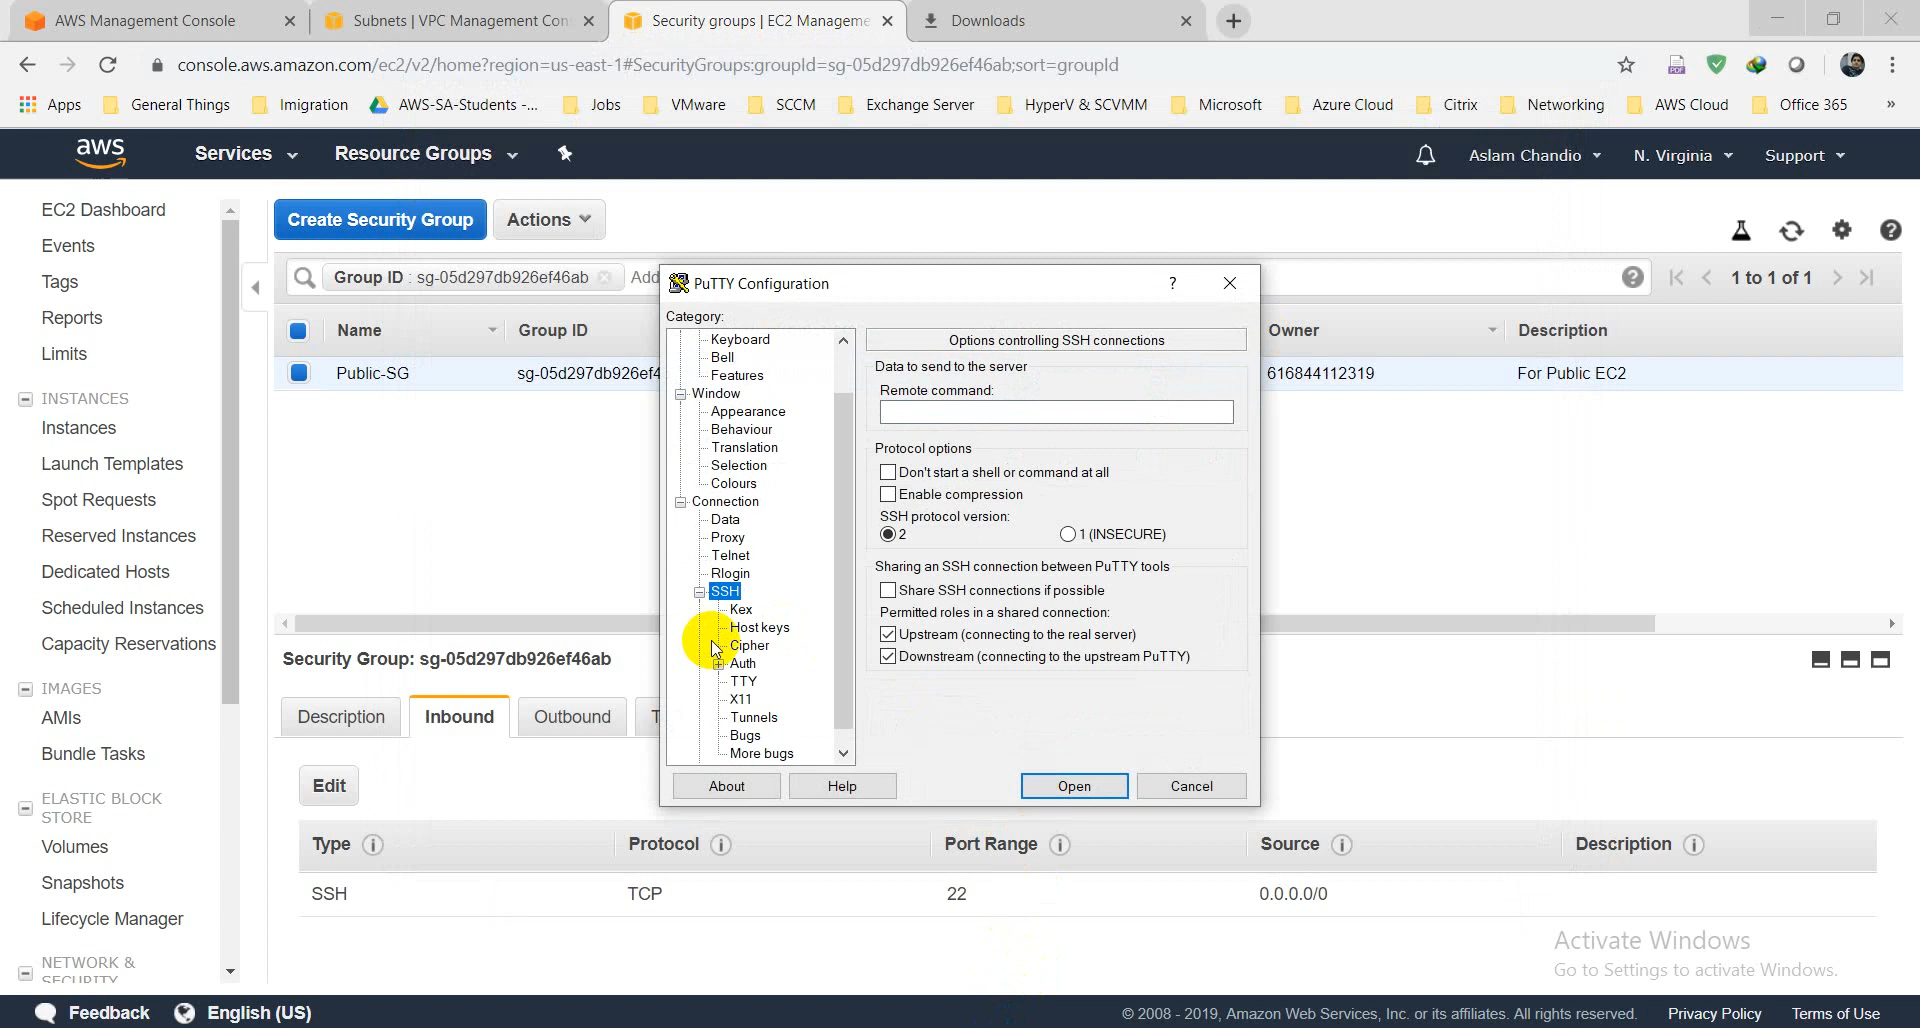 AWS Management Console
Subnets | VPC Management Con
Security groups | EC2 Manageme
Downloads
console.aws.amazon.com/ec2/v2/home?region=us-east-1#SecurityGroups:groupId=sg-05d297db926ef46ab;sort=groupId
Apps General Things Imigration AWS-SA-Students -... Jobs VMware SCCM Exchange Server HyperV & SCVMM Microsoft Azure Cloud Citrix Networking AWS Cloud Office 365 »
aws Services Resource Groups Aslam Chandio N. Virginia Support
EC2 Dashboard
Events
Tags
Reports
Limits
INSTANCES
Instances
Launch Templates
Spot Requests
Reserved Instances
Dedicated Hosts
Scheduled Instances
Capacity Reservations
IMAGES
AMIs
Bundle Tasks
ELASTIC BLOCK
STORE
Volumes
Snapshots
Lifecycle Manager
NETWORK &
SECURITY
Create Security Group Actions
Group ID : sg-05d297db926ef46ab Add
1 to 1 of 1
Name Group ID Owner Description
Public-SG sg-05d297db926ef4 616844112319 For Public EC2
PuTTY Configuration
?
Category:
Keyboard
Bell
Features
Window
Appearance
Behaviour
Translation
Selection
Colours
Connection
Data
Proxy
Telnet
Rlogin
SSH
Kex
Host keys
Cipher
Auth
TTY
X11
Tunnels
Bugs
More bugs
Options controlling SSH connections
Data to send to the server
Remote command:
Protocol options
Don't start a shell or command at all
Enable compression
SSH protocol version:
2 1 (INSECURE)
Sharing an SSH connection between PuTTY tools
Share SSH connections if possible
Permitted roles in a shared connection:
Upstream (connecting to the real server)
Downstream (connecting to the upstream PuTTY)
About Help Open Cancel
Security Group: sg-05d297db926ef46ab
Description Inbound Outbound T
Edit
Type Protocol Port Range Source Description
SSH TCP 22 0.0.0.0/0
Activate Windows
Go to Settings to activate Windows.
Feedback English (US) © 2008 - 2019, Amazon Web Services, Inc. or its affiliates. All rights reserved. Privacy Policy Terms of Use